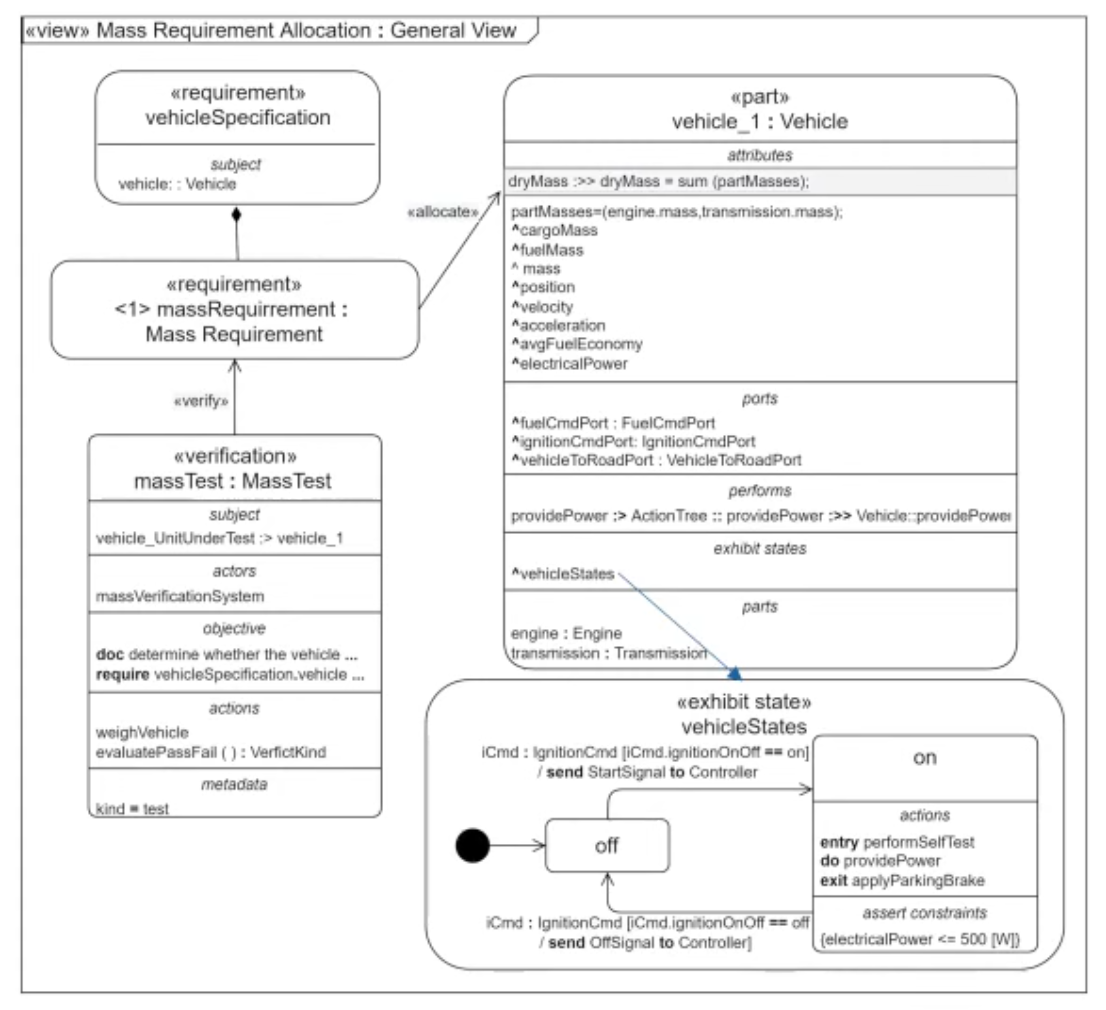 «view» Mass Requirement Allocation : General View
«requirement»
vehicleSpecification
subject
vehicle: : Vehicle
«allocate»
«requirement»
<1> massRequirrement :
Mass Requirement
«verify»
«verification»
massTest : MassTest
subject
vehicle_UnitUnderTest :> vehicle_1
actors
massVerificationSystem
objective
doc determine whether the vehicle ...
require vehicleSpecification.vehicle ...
actions
weighVehicle
evaluatePassFail ( ) : VerfictKind
metadata
kind = test
«part»
vehicle_1 : Vehicle
attributes
dryMass :>> dryMass = sum (partMasses);
partMasses=(engine.mass,transmission.mass);
^cargoMass
^fuelMass
^ mass
^position
^velocity
^acceleration
^avgFuelEconomy
^electricalPower
ports
^fuelCmdPort : FuelCmdPort
^ignitionCmdPort: IgnitionCmdPort
^vehicleToRoadPort : VehicleToRoadPort
performs
providePower :> ActionTree :: providePower :>> Vehicle::providePower
exhibit states
^vehicleStates
parts
engine : Engine
transmission : Transmission
«exhibit state»
vehicleStates
iCmd : IgnitionCmd [iCmd.ignitionOnOff == on]
/ send StartSignal to Controller
off
iCmd : IgnitionCmd [iCmd.ignitionOnOff == off
/ send OffSignal to Controller]
on
actions
entry performSelfTest
do providePower
exit applyParkingBrake
assert constraints
{electricalPower <= 500 [W]}